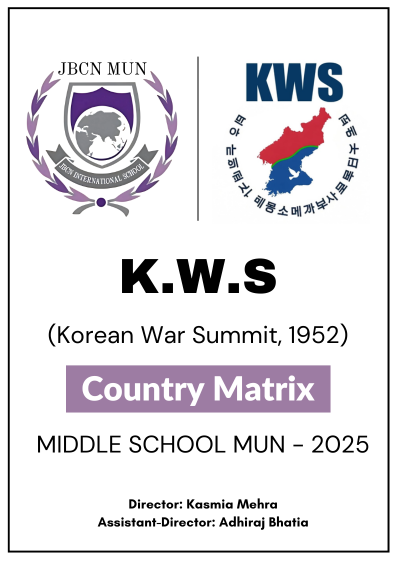 JBCN MUN
JBCN INTERNATIONAL SCHOOL
KWS
K.W.S
(Korean War Summit, 1952)
Country Matrix
MIDDLE SCHOOL MUN - 2025
Director: Kasmia Mehra
Assistant-Director: Adhiraj Bhatia